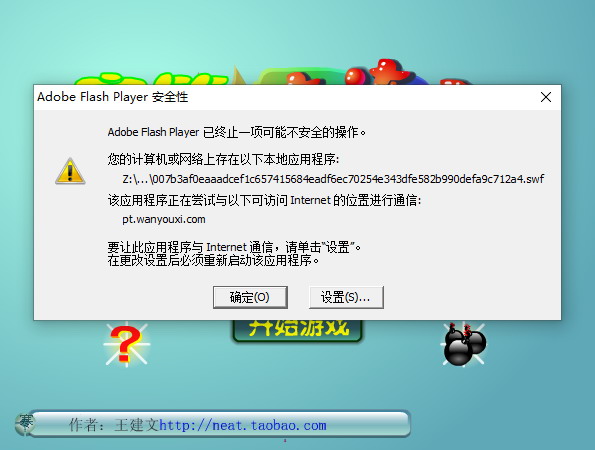 Adobe Flash Player 安全性
Adobe Flash Player 已终止一项可能不安全的操作。
您的计算机或网络上存在以下本地应用程序:
Z:\...\007b3af0eaaadcef1c657415684eadf6ec70254e343dfe582b990defa9c712a4.swf
该应用程序正在尝试与以下可访问 Internet 的位置进行通信:
pt.wanyouxi.com
要让此应用程序与 Internet 通信，请单击“设置”。
在更改设置后必须重新启动该应用程序。
确定(O) 设置(S)...
开始游戏
?
作者：王建文http://neat.taobao.com